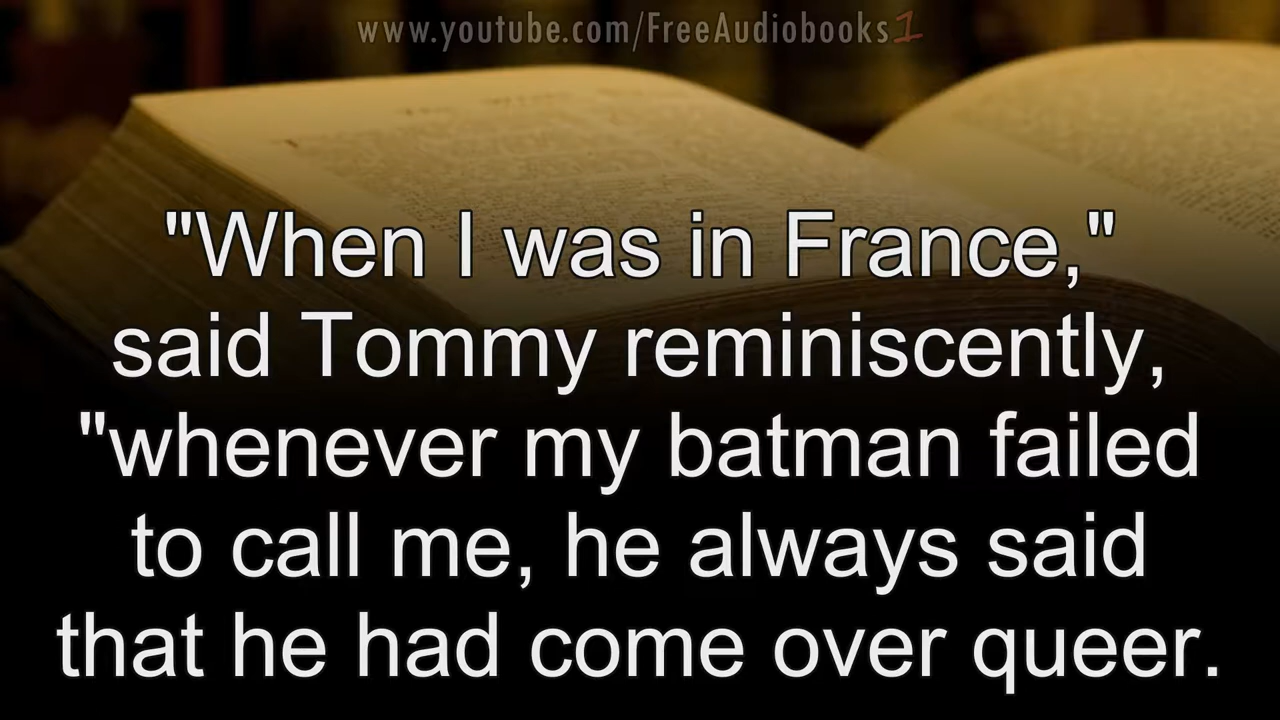 www.youtube.com/FreeAudiobooks1
"When I was in France,"
said Tommy reminiscently,
"whenever my batman failed
to call me, he always said
that he had come over queer.